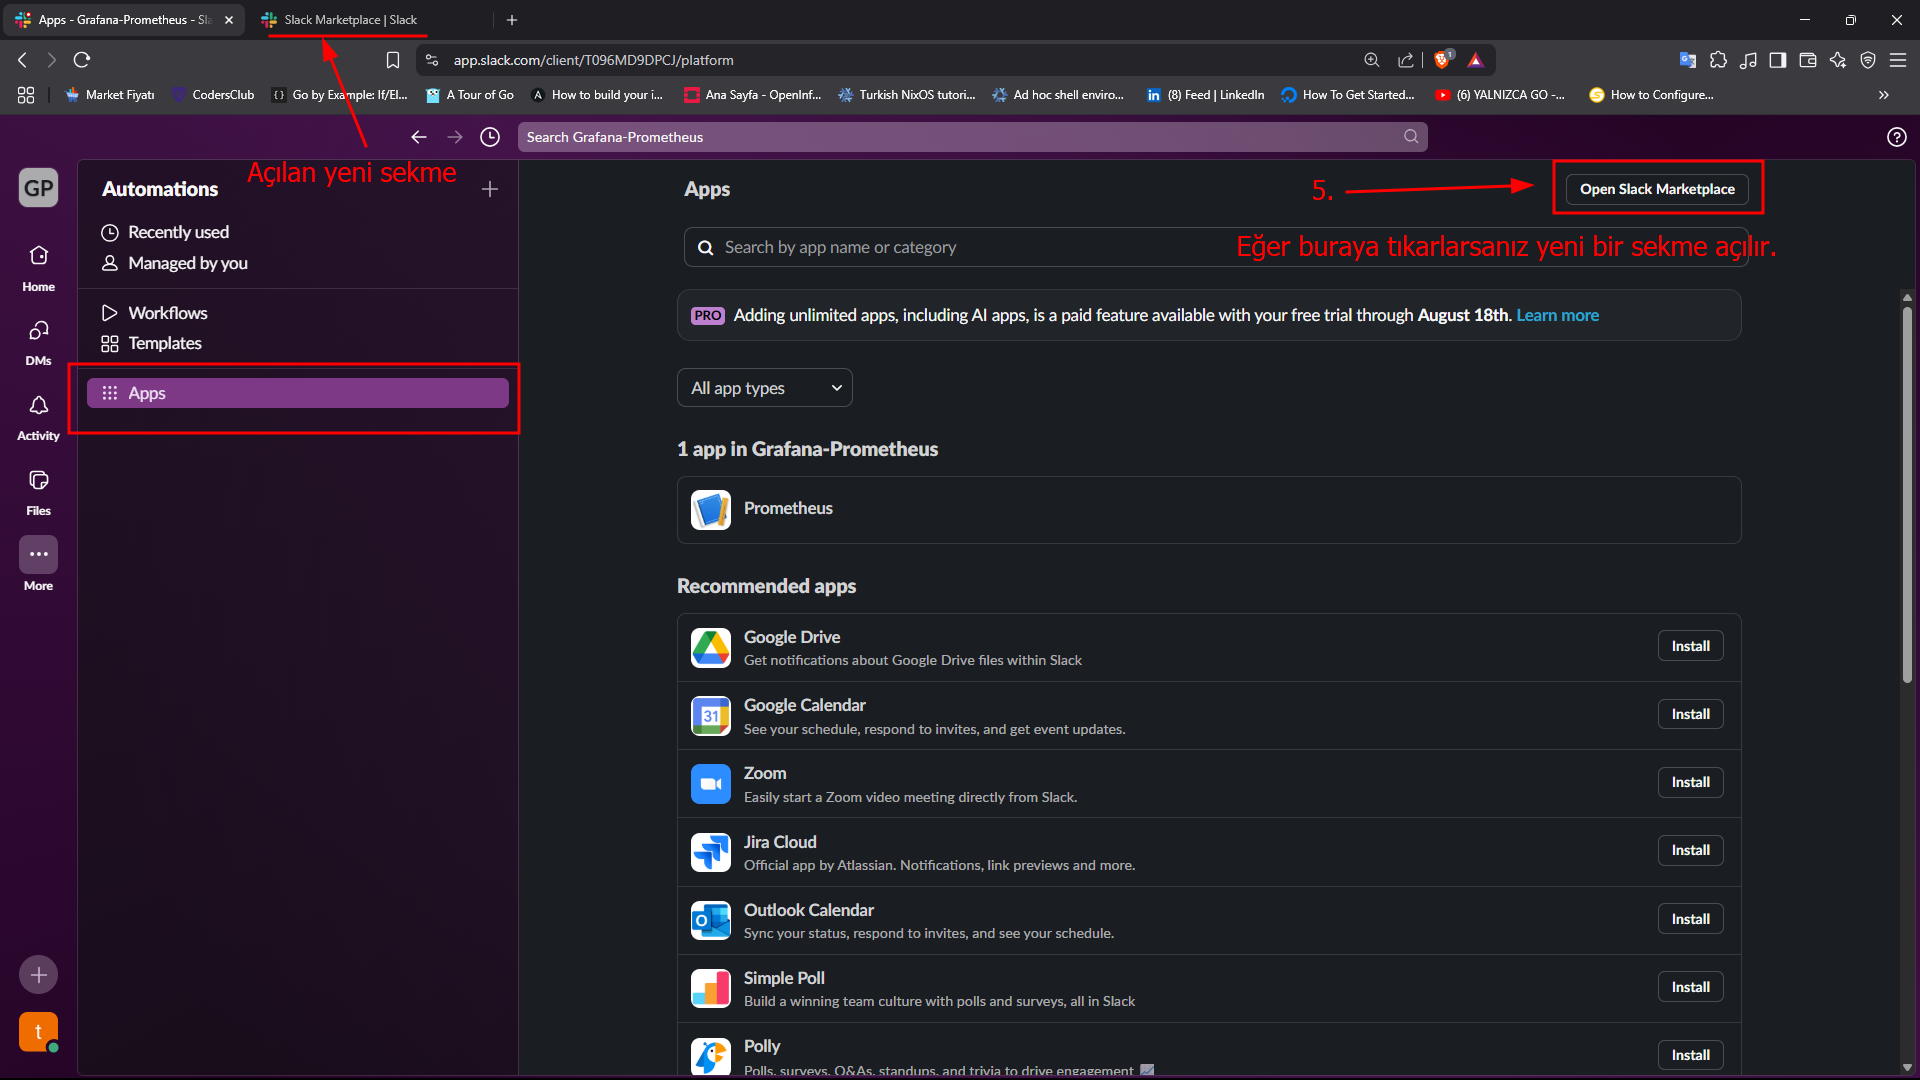 Apps - Grafana-Prometheus - Sla
Slack Marketplace | Slack
app.slack.com/client/T096MD9DPCJ/platform
1
Market Fiyatı
CodersClub
Go by Example: If/El...
A Tour of Go
How to build your i...
Ana Sayfa - OpenInf...
Turkish NixOS tutori...
Ad hoc shell enviro...
(8) Feed | LinkedIn
How To Get Started...
(6) YALNIZCA GO -...
How to Configure...
Search Grafana-Prometheus
Açılan yeni sekme
GP
Home
DMs
Activity
Files
More
t
Automations
Recently used
Managed by you
Workflows
Templates
Apps
Apps
5.
Open Slack Marketplace
Search by app name or category
Eğer buraya tıkarlarsanız yeni bir sekme açılır.
PRO Adding unlimited apps, including AI apps, is a paid feature available with your free trial through August 18th. Learn more
All app types
1 app in Grafana-Prometheus
Prometheus
Recommended apps
Google Drive
Get notifications about Google Drive files within Slack
Install
31
Google Calendar
See your schedule, respond to invites, and get event updates.
Install
Zoom
Easily start a Zoom video meeting directly from Slack.
Install
Jira Cloud
Official app by Atlassian. Notifications, link previews and more.
Install
Outlook Calendar
Sync your status, respond to invites, and see your schedule.
Install
Simple Poll
Build a winning team culture with polls and surveys, all in Slack
Install
Polly
Polls, surveys, Q&As, standups, and trivia to drive engagement
Install